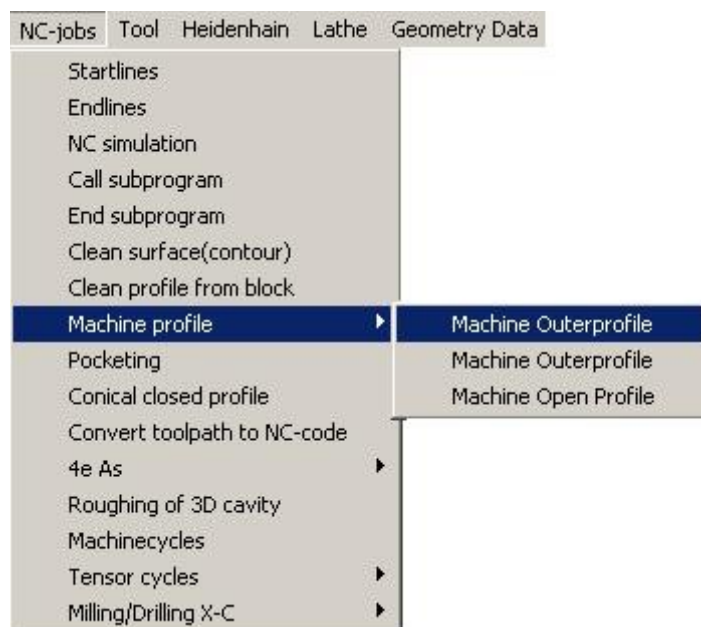 NC-jobs Tool Heidenhain Lathe Geometry Data
Startlines
Endlines
NC simulation
Call subprogram
End subprogram
Clean surface(contour)
Clean profile from block
Machine profile
Machine Outerprofile
Machine Outerprofile
Machine Open Profile
Pocketing
Conical closed profile
Convert toolpath to NC-code
4e As
Roughing of 3D cavity
Machinecycles
Tensor cycles
Milling/Drilling X-C